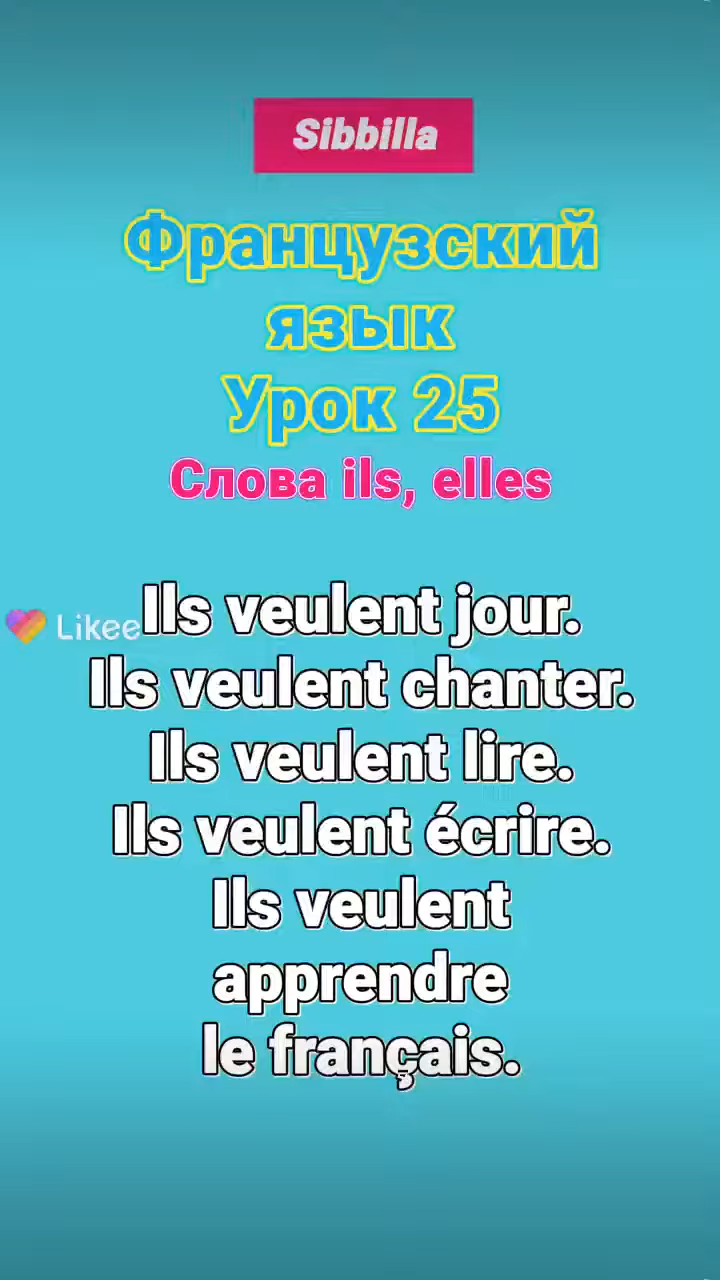 Sibbilla
Французский
язык
Урок 25
Слова ils, elles
Likee
Ils veulent jour.
Ils veulent chanter.
Ils veulent lire.
Ils veulent écrire.
Ils veulent
apprendre
le français.